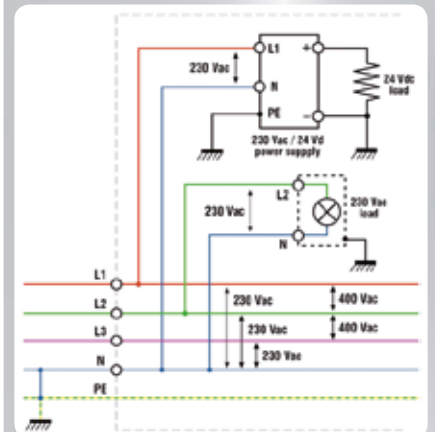 L1
+
230 Vac
24 Vdc
load
N
PE
–
230 Vac / 24 Vd
power suppply
L2
230 Vac
230 Vac
load
N
L1
230 Vac
400 Vac
L2
230 Vac
400 Vac
L3
230 Vac
N
PE